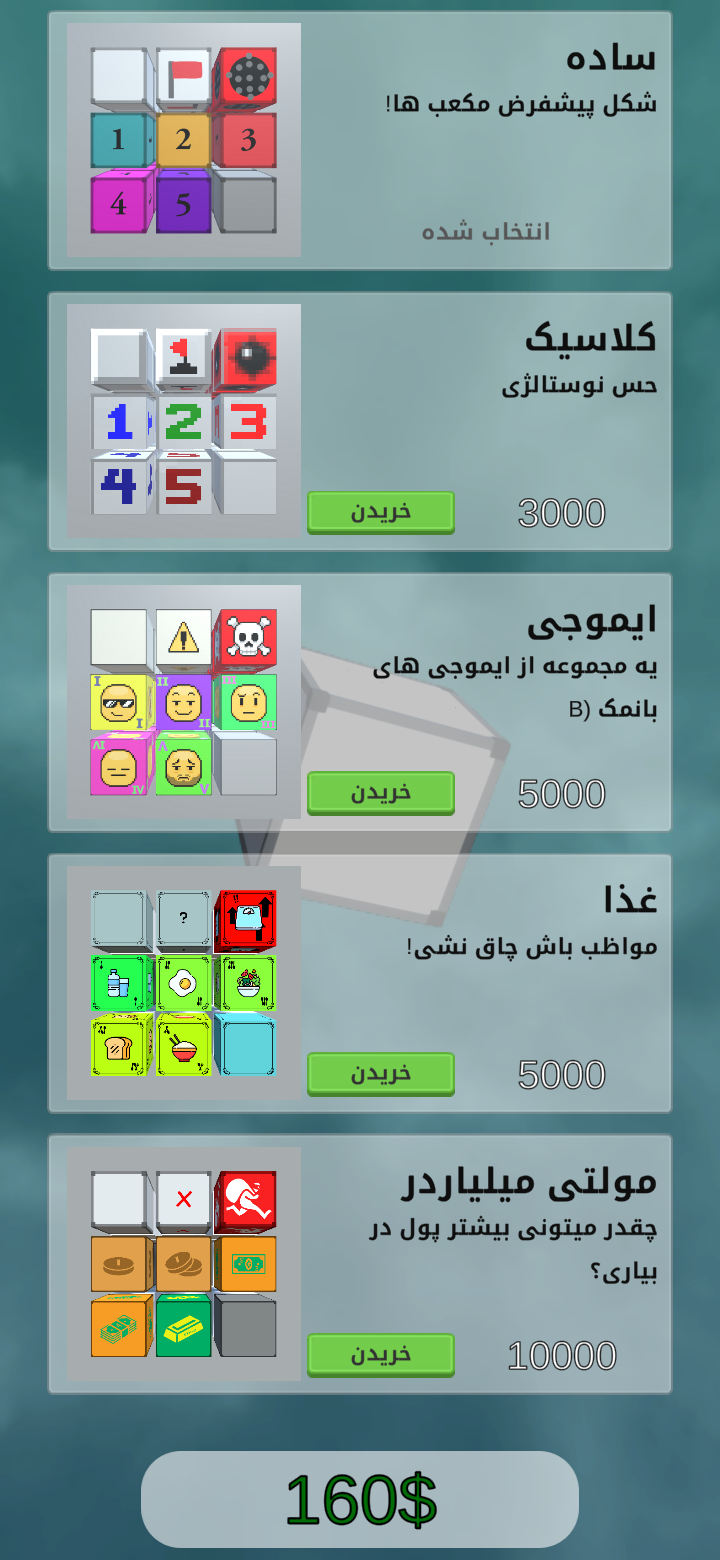 ساده
شکل پیشفرض مکعب ها!
1 2 3
4 5
انتخاب شده
کلاسیک
حس نوستالژی
1 2 3
4 5
خریدن
3000
ایموجی
یه مجموعه از ایموجی های
بانمک (B
I II III
IV V
خریدن
5000
غذا
مواظب باش چاق نشی!
?
خریدن
5000
مولتی میلیاردر
چقدر میتونی بیشتر پول در
بیاری؟
خریدن
10000
160$